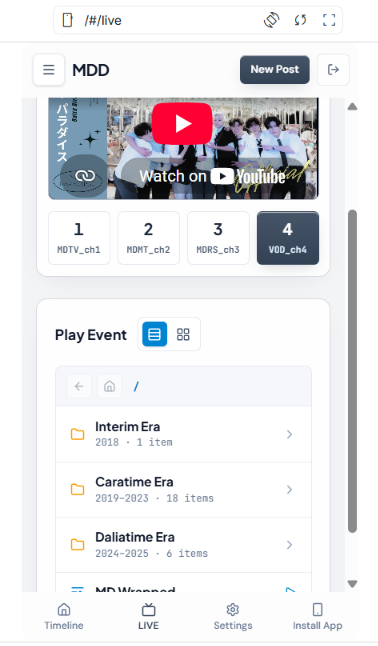 /#/live
MDD
New Post
パラダイス
Watch on YouTube
1
MDTV_ch1
2
MDMT_ch2
3
MDRS_ch3
4
VOD_ch4
Play Event
/
Interim Era
2018 · 1 item
Caratime Era
2019–2023 · 18 items
Daliatime Era
2024–2025 · 6 items
MD Wrapped
Timeline
LIVE
Settings
Install App